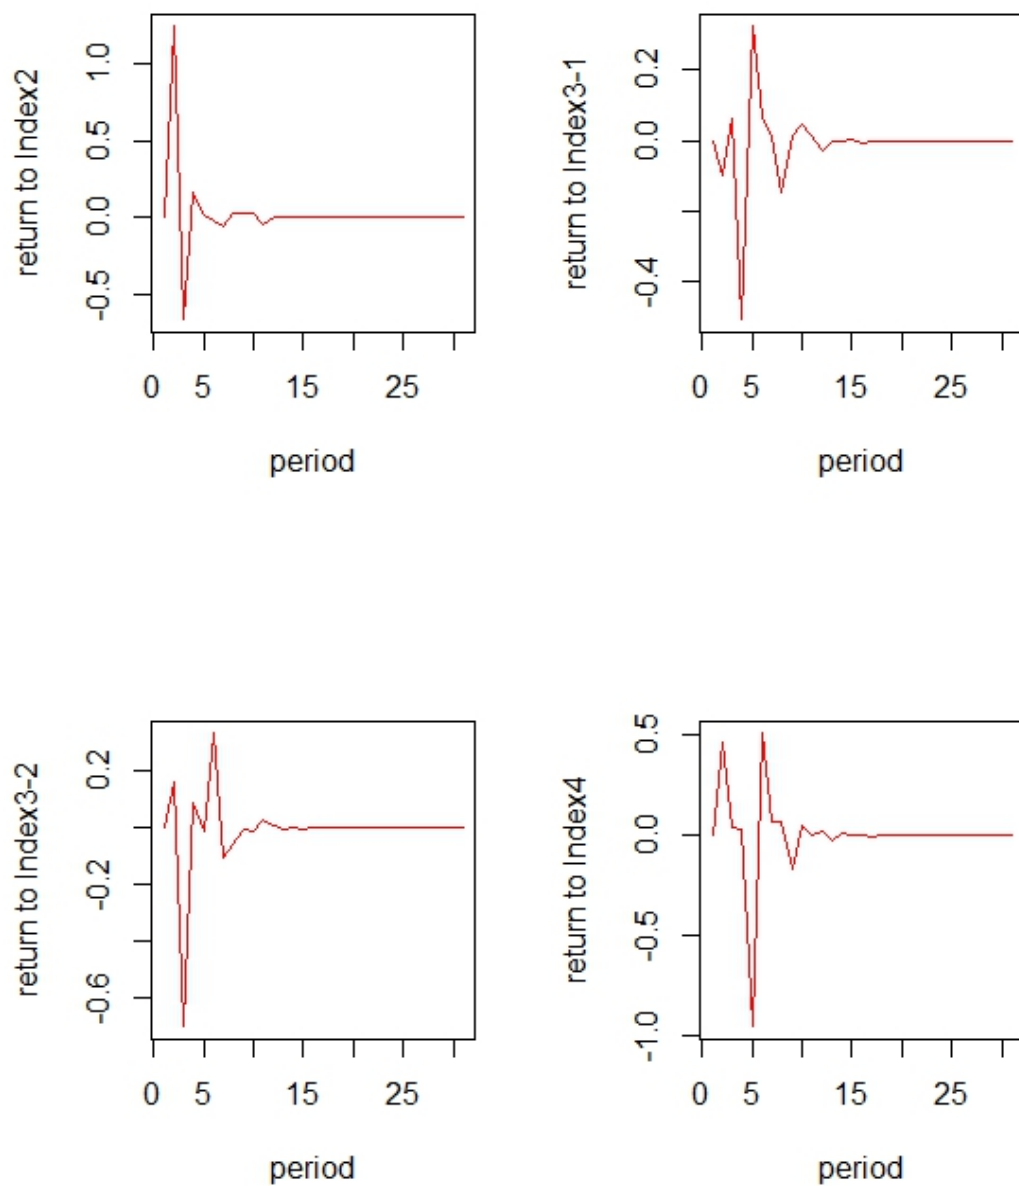 return to Index2
1.0
0.5
0.0
-0.5
0 5 15 25
period
return to Index3-1
0.2
0.0
-0.4
0 5 15 25
period
return to Index3-2
0.2
-0.2
-0.6
0 5 15 25
period
return to Index4
0.5
0.0
-0.5
-1.0
0 5 15 25
period